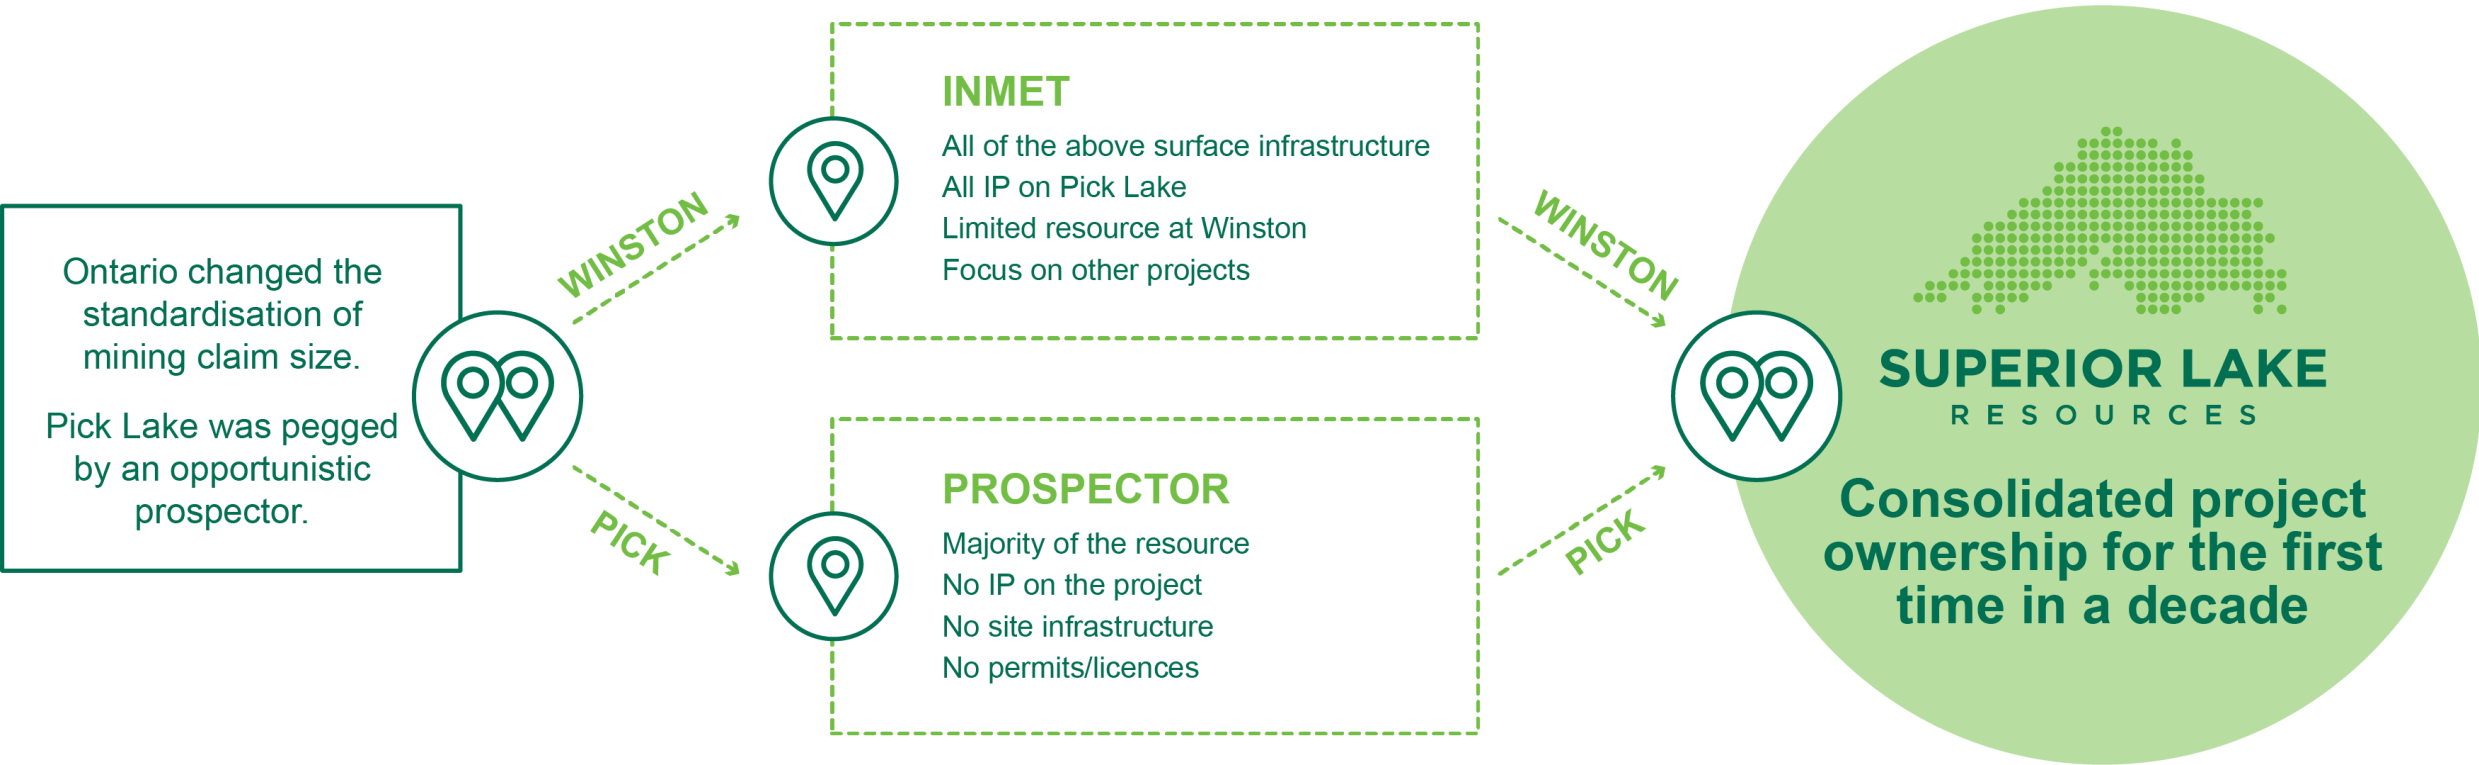 Ontario changed the
standardisation of
mining claim size.
Pick Lake was pegged
by an opportunistic
prospector.
WINSTON
PICK
INMET
All of the above surface infrastructure
All IP on Pick Lake
Limited resource at Winston
Focus on other projects
PROSPECTOR
Majority of the resource
No IP on the project
No site infrastructure
No permits/licences
WINSTON
PICK
SUPERIOR LAKE
RESOURCES
Consolidated project
ownership for the first
time in a decade